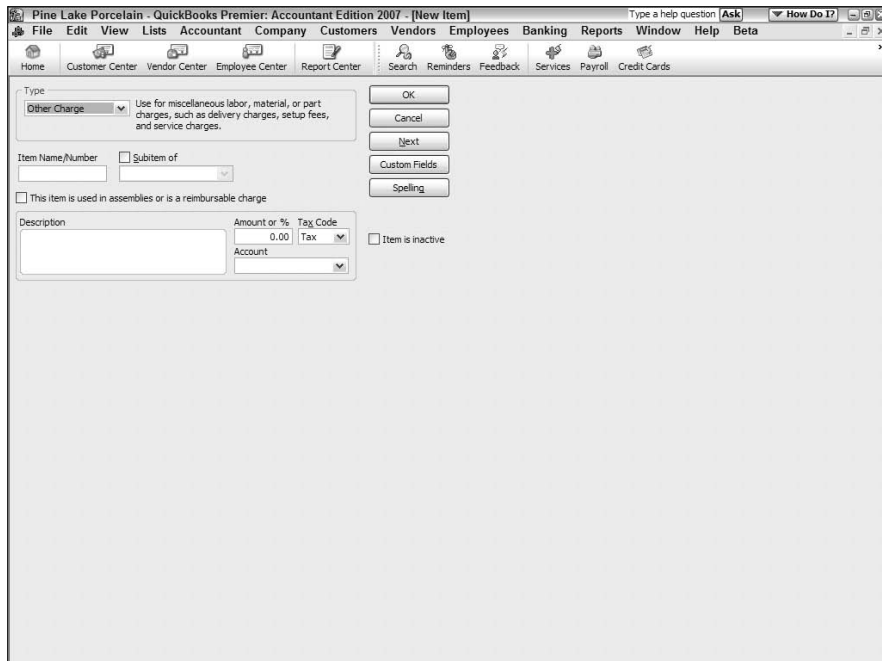 Pine Lake Porcelain - QuickBooks Premier: Accountant Edition 2007 - [New Item]
Type a help question Ask
How Do I?
File Edit View Lists Accountant Company Customers Vendors Employees Banking Reports Window Help Beta
Home Customer Center Vendor Center Employee Center Report Center Search Reminders Feedback Services Payroll Credit Cards
Type
Other Charge
Use for miscellaneous labor, material, or part
charges, such as delivery charges, setup fees,
and service charges.
OK
Cancel
Next
Custom Fields
Spelling
Item Name/Number Subitem of
This item is used in assemblies or is a reimbursable charge
Description Amount or % Tax Code
0.00 Tax
Account
Item is inactive